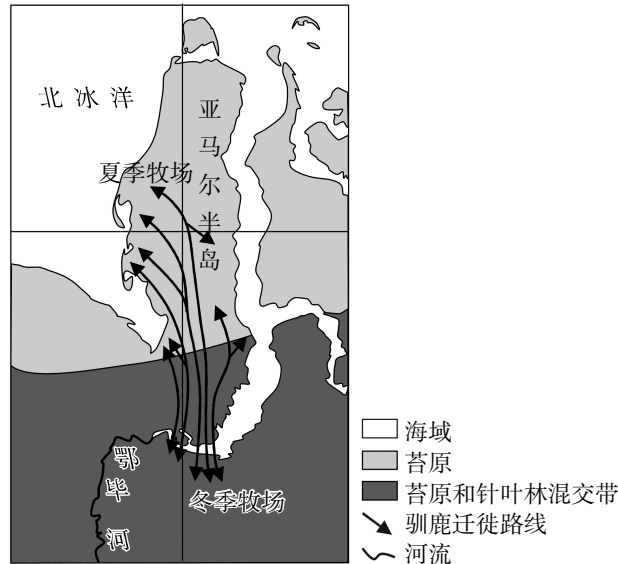 北冰洋
亚马尔半岛
夏季牧场
鄂毕河
冬季牧场
海域
苔原
苔原和针叶林混交带
驯鹿迁徙路线
河流